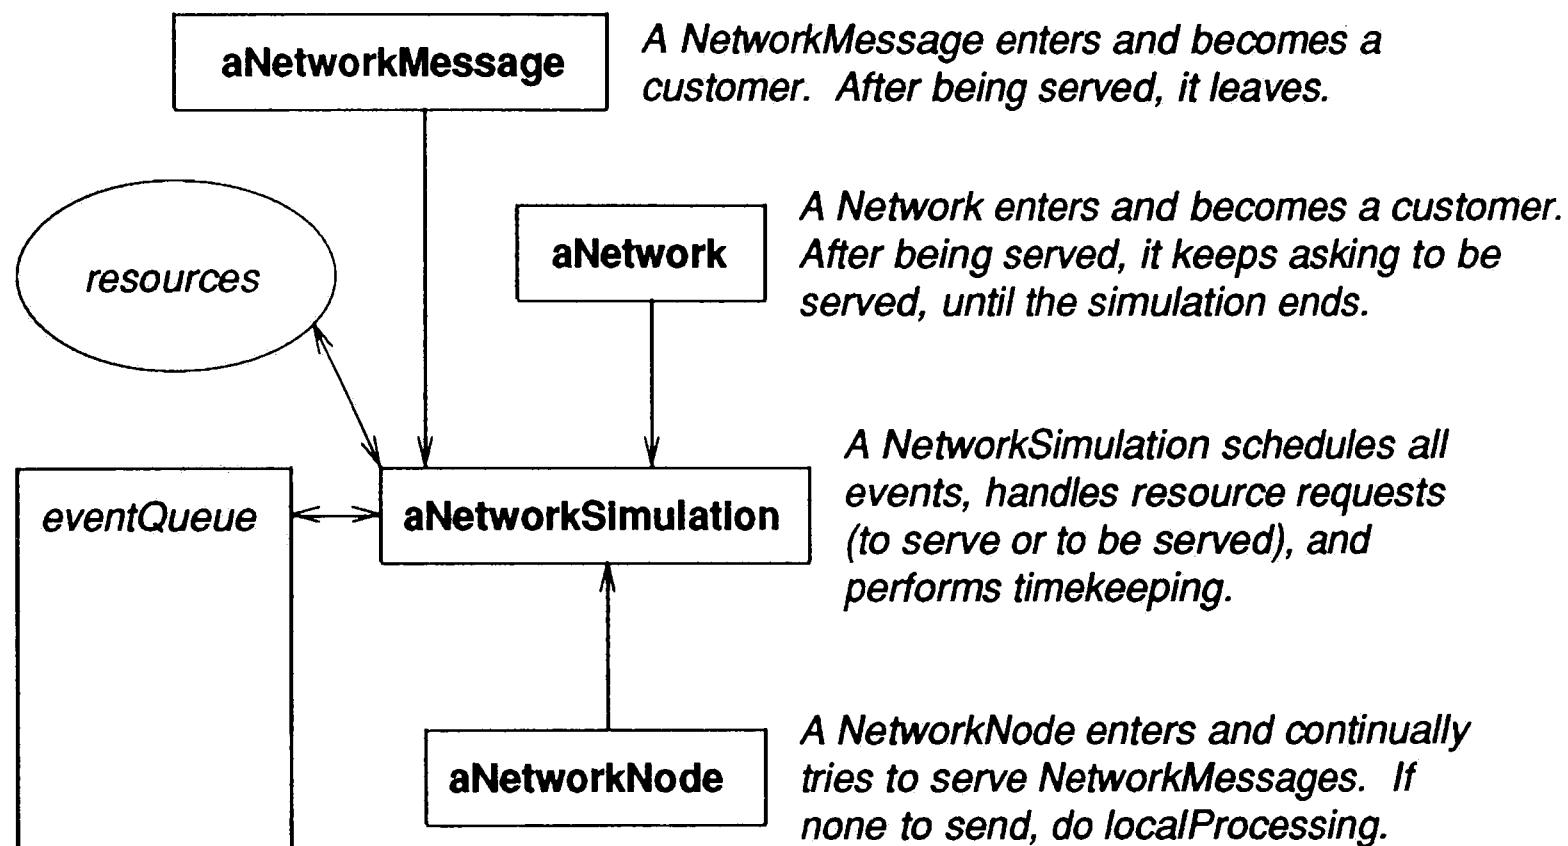 aNetworkMessage
A NetworkMessage enters and becomes a
customer. After being served, it leaves.
resources
aNetwork
A Network enters and becomes a customer.
After being served, it keeps asking to be
served, until the simulation ends.
eventQueue
aNetworkSimulation
A NetworkSimulation schedules all
events, handles resource requests
(to serve or to be served), and
performs timekeeping.
aNetworkNode
A NetworkNode enters and continually
tries to serve NetworkMessages. If
none to send, do localProcessing.